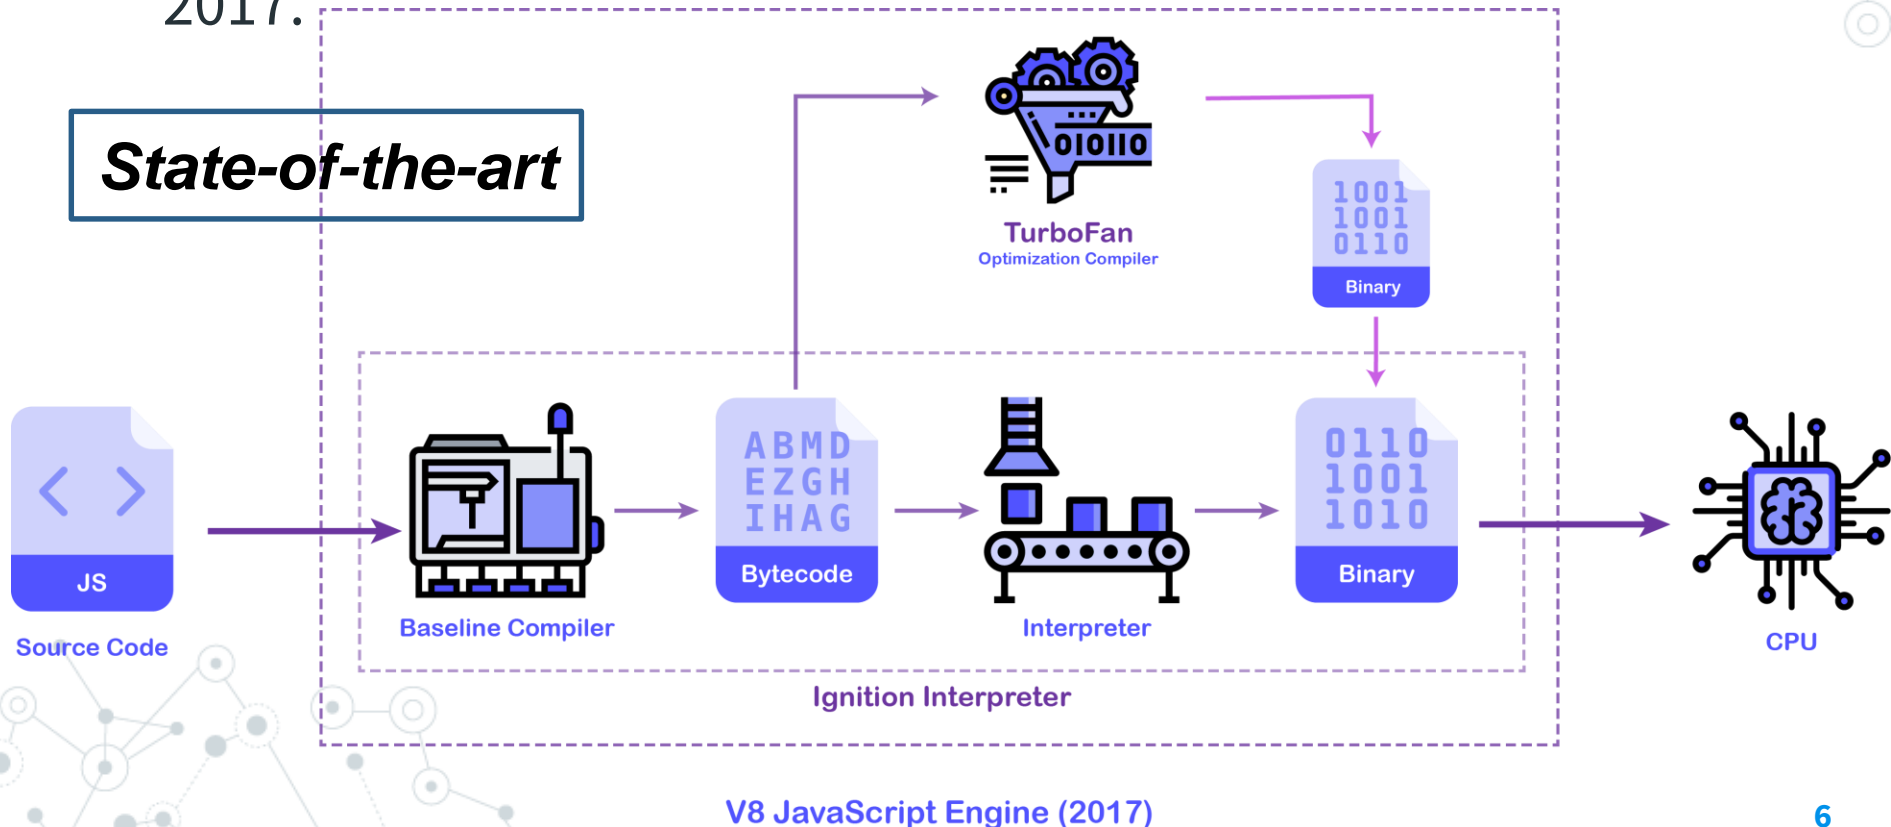 2017.
State-of-the-art
010110
TurboFan
Optimization Compiler
1001
1001
0110
Binary
JS
Source Code
Baseline Compiler
ABMD
EZGH
IHAG
Bytecode
Interpreter
0110
1001
1010
Binary
CPU
Ignition Interpreter
V8 JavaScript Engine (2017)
6